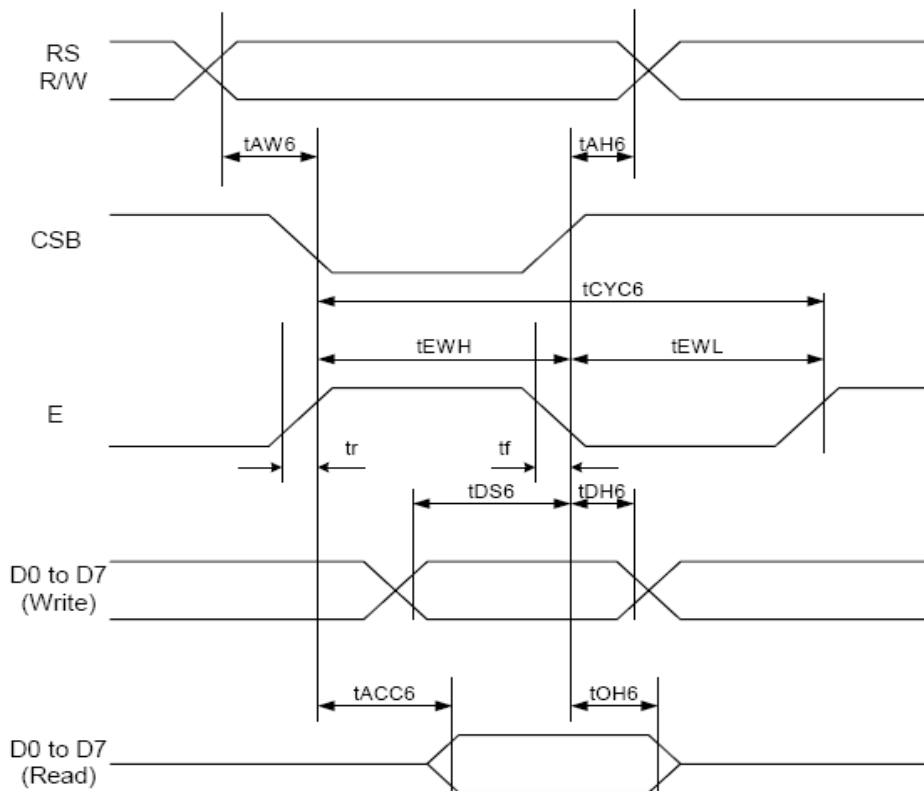 RS
R/W
tAW6
tAH6
CSB
tCYC6
tEWH
tEWL
E
tr
tf
tDS6
tDH6
D0 to D7
(Write)
tACC6
tOH6
D0 to D7
(Read)